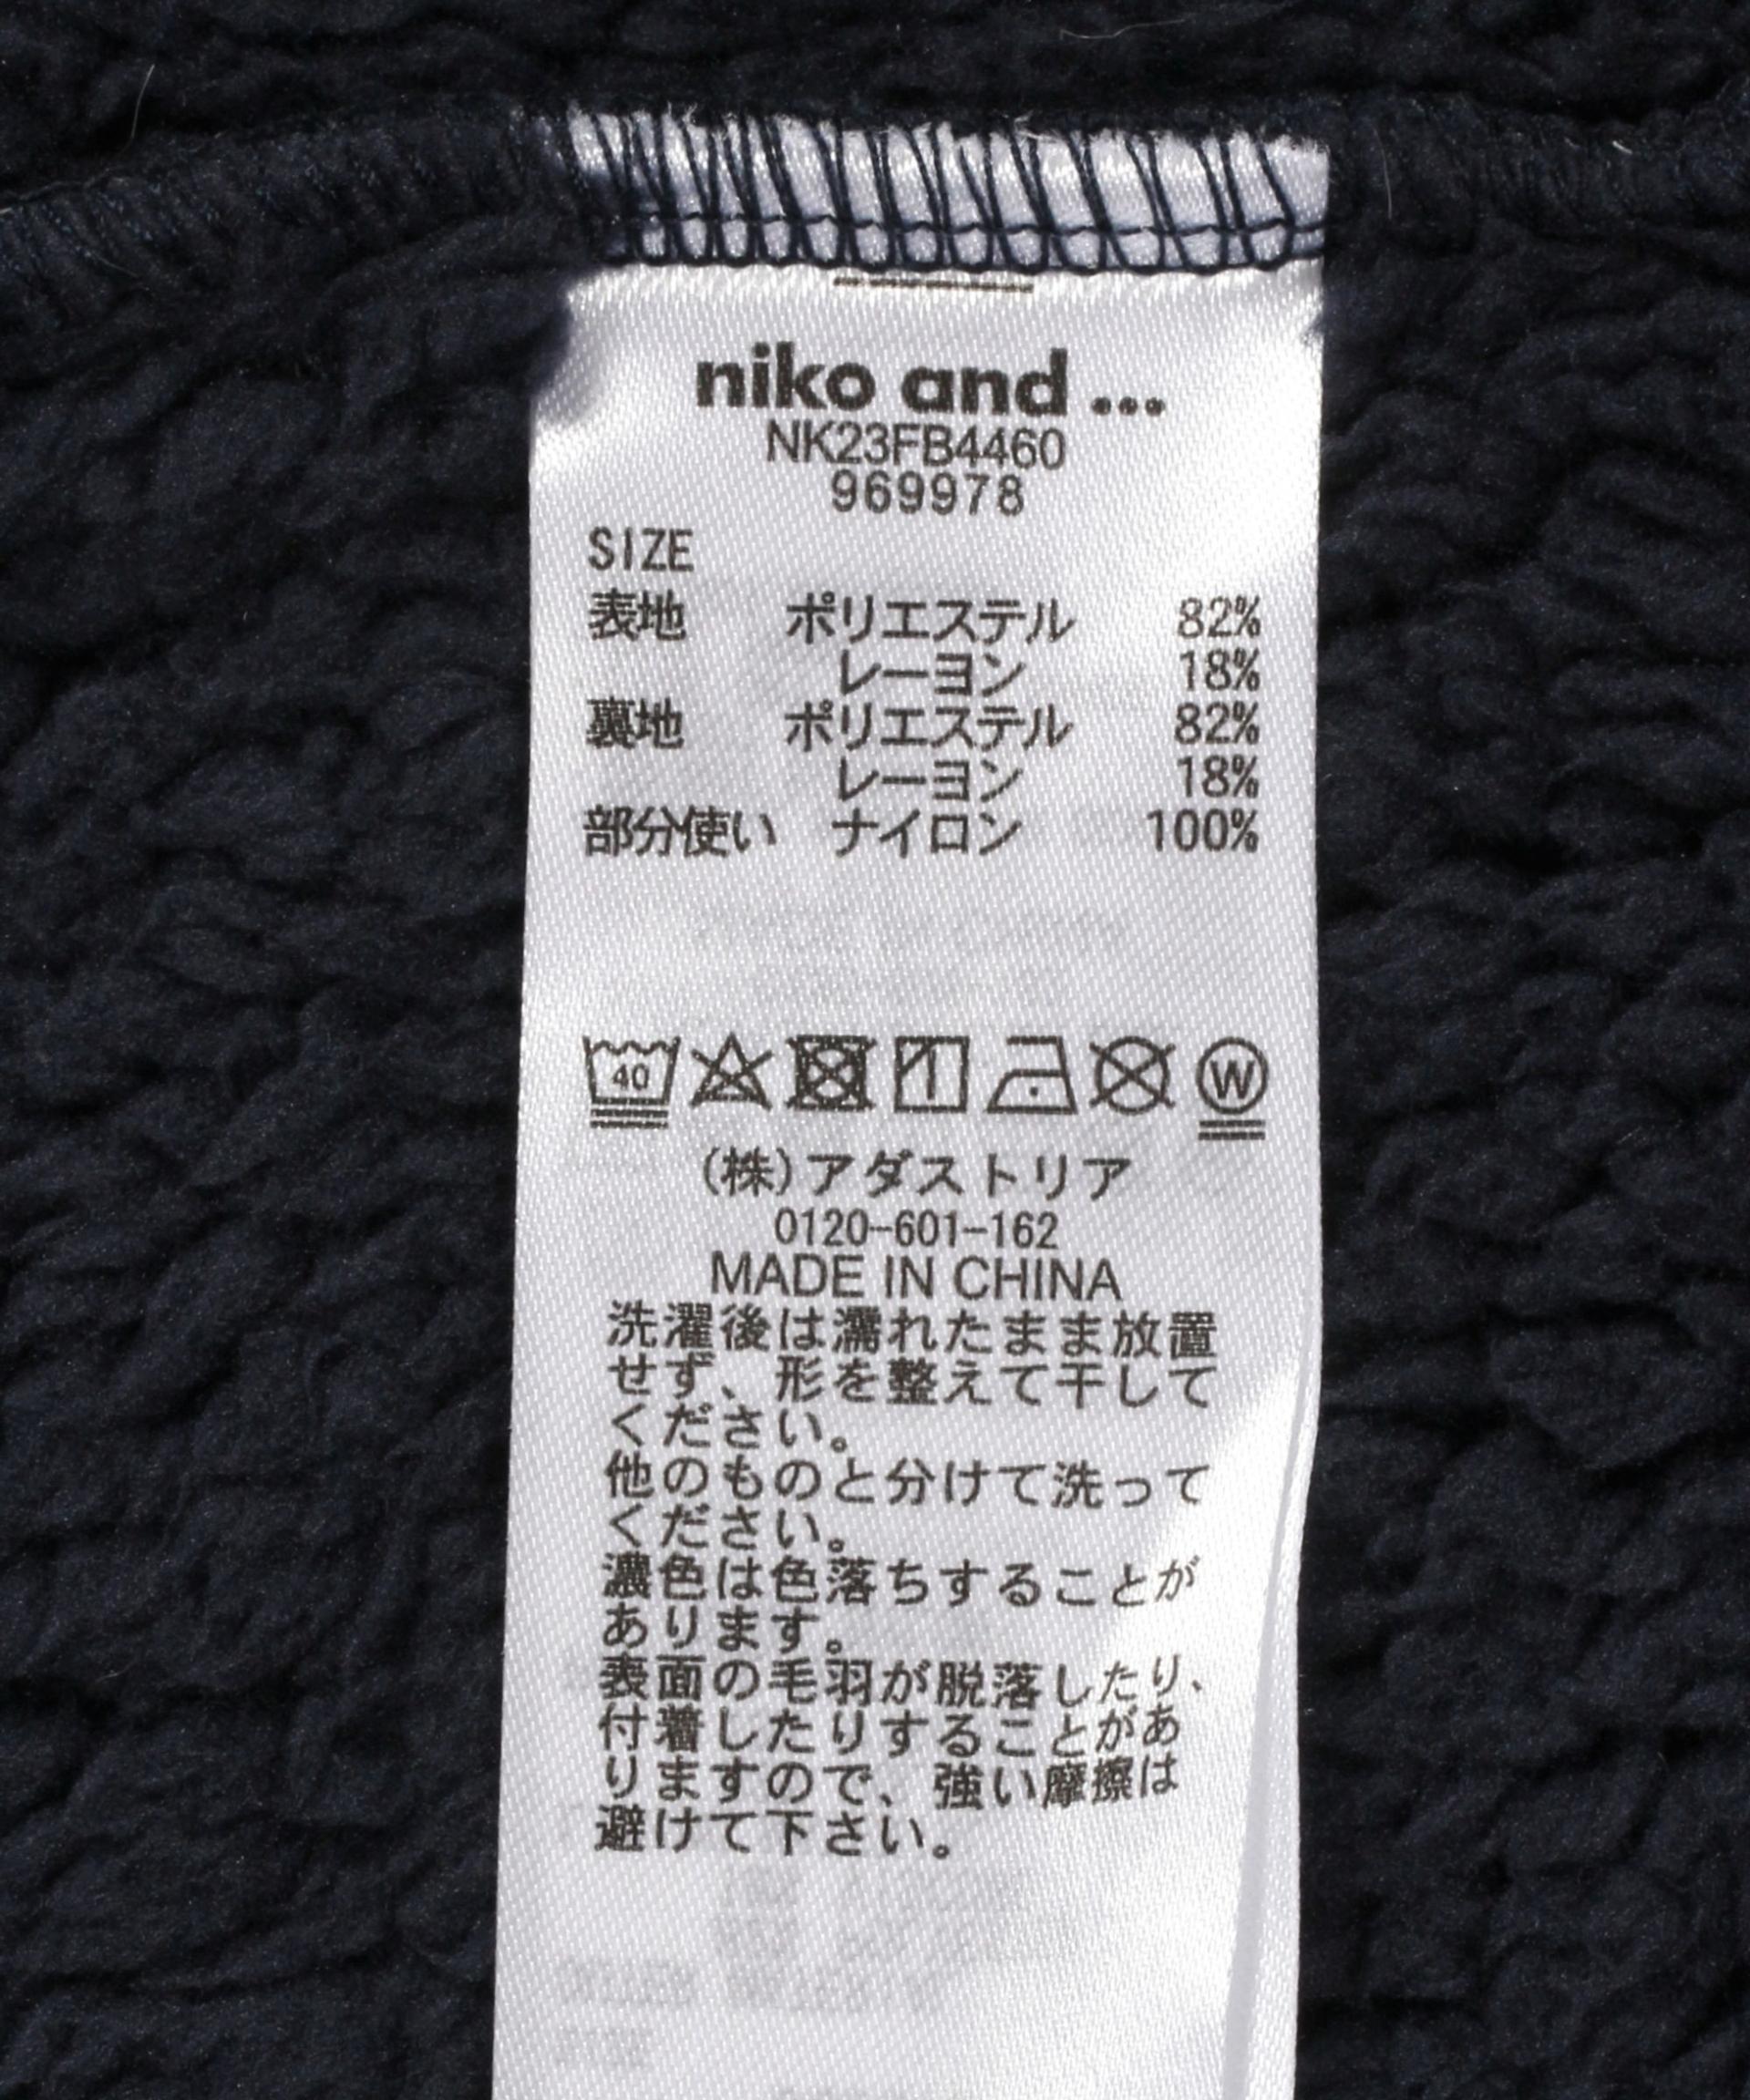 niko and ...
NK23FB4460
969978
SIZE
表地 ポリエステル 82%
レーヨン 18%
裏地 ポリエステル 82%
レーヨン 18%
部分使い ナイロン 100%
40 W
(株)アダストリア
0120-601-162
MADE IN CHINA
洗濯後は濡れたまま放置
せず、形を整えて干して
ください。
他のものと分けて洗って
ください。
濃色は色落ちすることが
あります。
表面の毛羽が脱落したり、
付着したりすることがあ
りますので、強い摩擦は
避けて下さい。